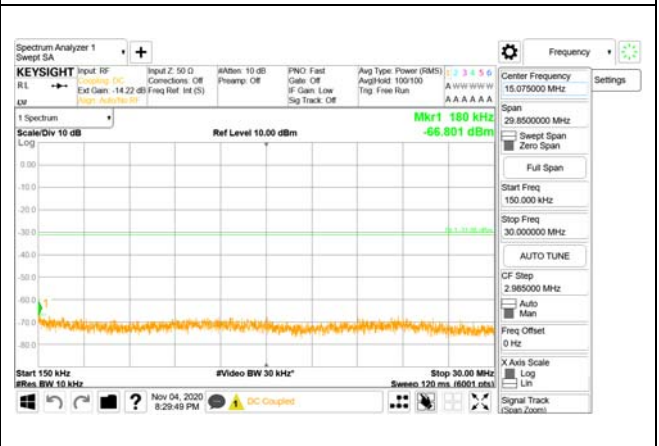 Spectrum Analyzer 1
Swept SA
Frequency
KEYSIGHT
RL
Input: RF
Coupling: DC
Ext Gain: -14.22 dB
Align: Auto/No RF
Input Z: 50 Ω
Corrections: Off
Freq Ref: Int (S)
#Atten: 10 dB
Preamp: Off
PNO: Fast
Gate: Off
IF Gain: Low
Sig Track: Off
Avg Type: Power (RMS)
Avg|Hold: 100/100
Trig: Free Run
1 2 3 4 5 6
A W W W W W
A A A A A A
Center Frequency
15.075000 MHz
Settings
1 Spectrum
Mkr1 180 kHz
Scale/Div 10 dB
Ref Level 10.00 dBm
-66.801 dBm
Log
Span
29.8500000 MHz
Swept Span
Zero Span
Full Span
Start Freq
150.000 kHz
Stop Freq
30.000000 MHz
AUTO TUNE
CF Step
2.985000 MHz
Auto
Man
Freq Offset
0 Hz
X Axis Scale
Log
Lin
Signal Track
(Span Zoom)
0.00
-10.0
-20.0
-30.0
-40.0
-50.0
-60.0
-70.0
-80.0
1
Start 150 kHz
#Video BW 30 kHz*
Stop 30.00 MHz
#Res BW 10 kHz
Sweep 120 ms (6001 pts)
Nov 04, 2020
8:29:49 PM
DC Coupled